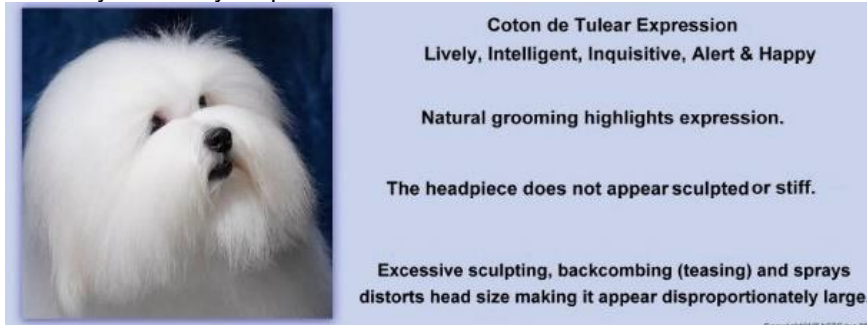 Coton de Tulear Expression
Lively, Intelligent, Inquisitive, Alert & Happy
Natural grooming highlights expression.
The headpiece does not appear sculpted or stiff.
Excessive sculpting, backcombing (teasing) and sprays
distorts head size making it appear disproportionately large.